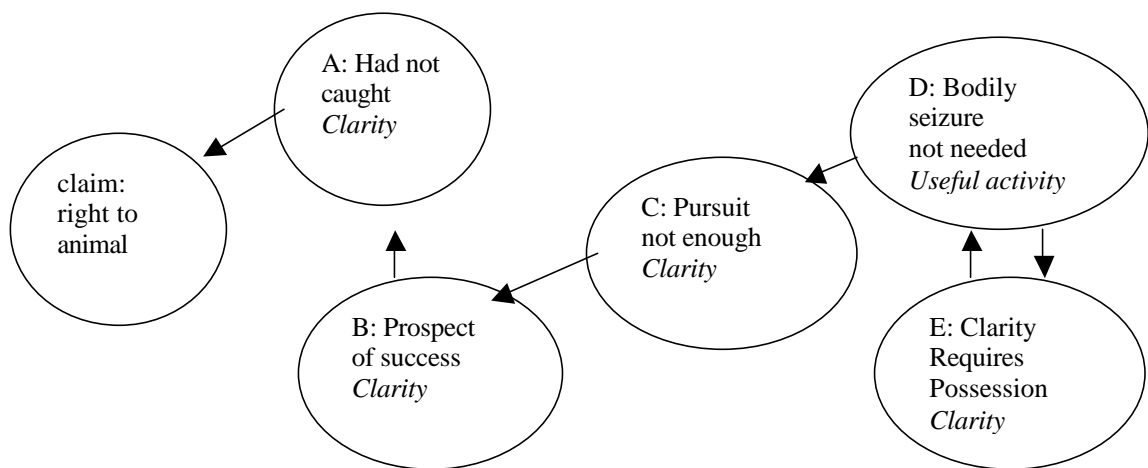 claim:
right to
animal
A: Had not
caught
Clarity
B: Prospect
of success
Clarity
C: Pursuit
not enough
Clarity
D: Bodily
seizure
not needed
Useful activity
E: Clarity
Requires
Possession
Clarity